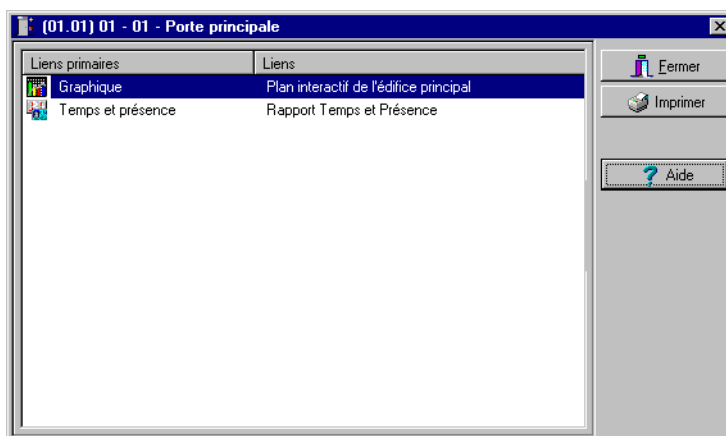 (01.01) 01 - 01 - Porte principale
Liens primaires Liens
Graphique Plan interactif de l'édifice principal
Temps et présence Rapport Temps et Présence
Fermer
Imprimer
Aide